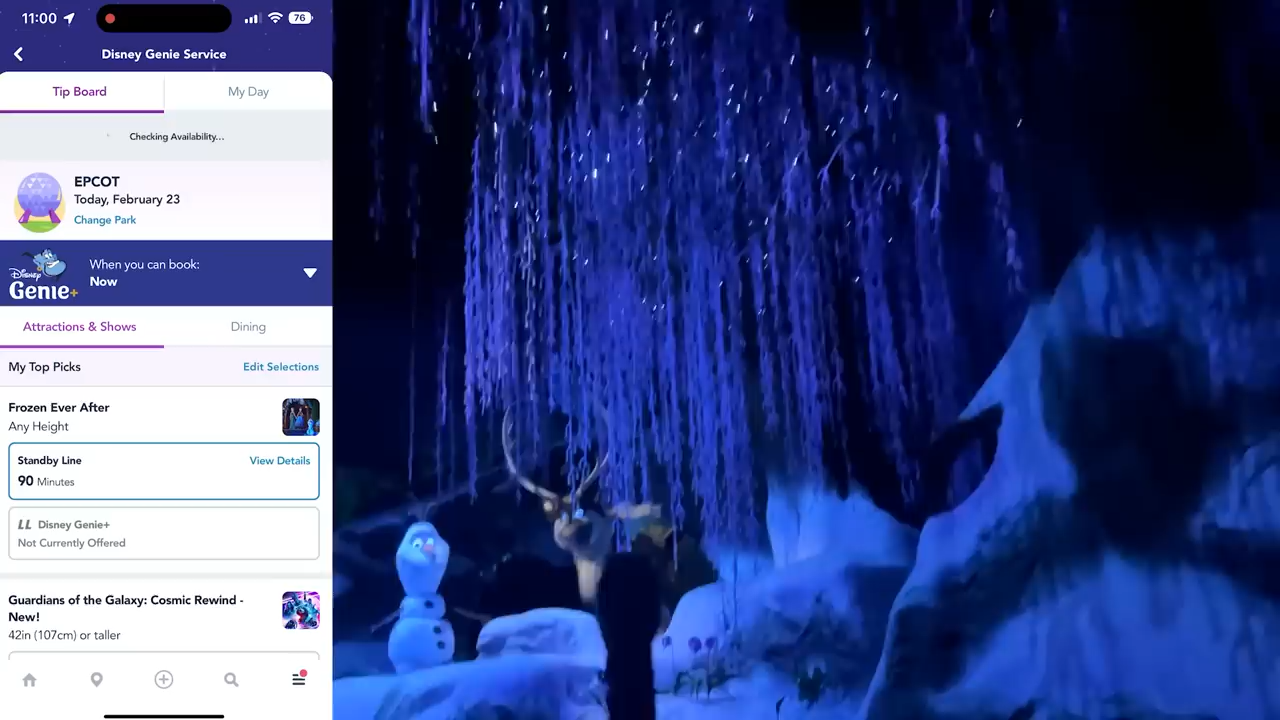 11:00
76
Disney Genie Service
Tip Board
My Day
Checking Availability...
EPCOT
Today, February 23
Change Park
Disney Genie+
When you can book:
Now
Attractions & Shows
Dining
My Top Picks
Edit Selections
Frozen Ever After
Any Height
Standby Line
View Details
90 Minutes
LL Disney Genie+
Not Currently Offered
Guardians of the Galaxy: Cosmic Rewind -
New!
42in (107cm) or taller